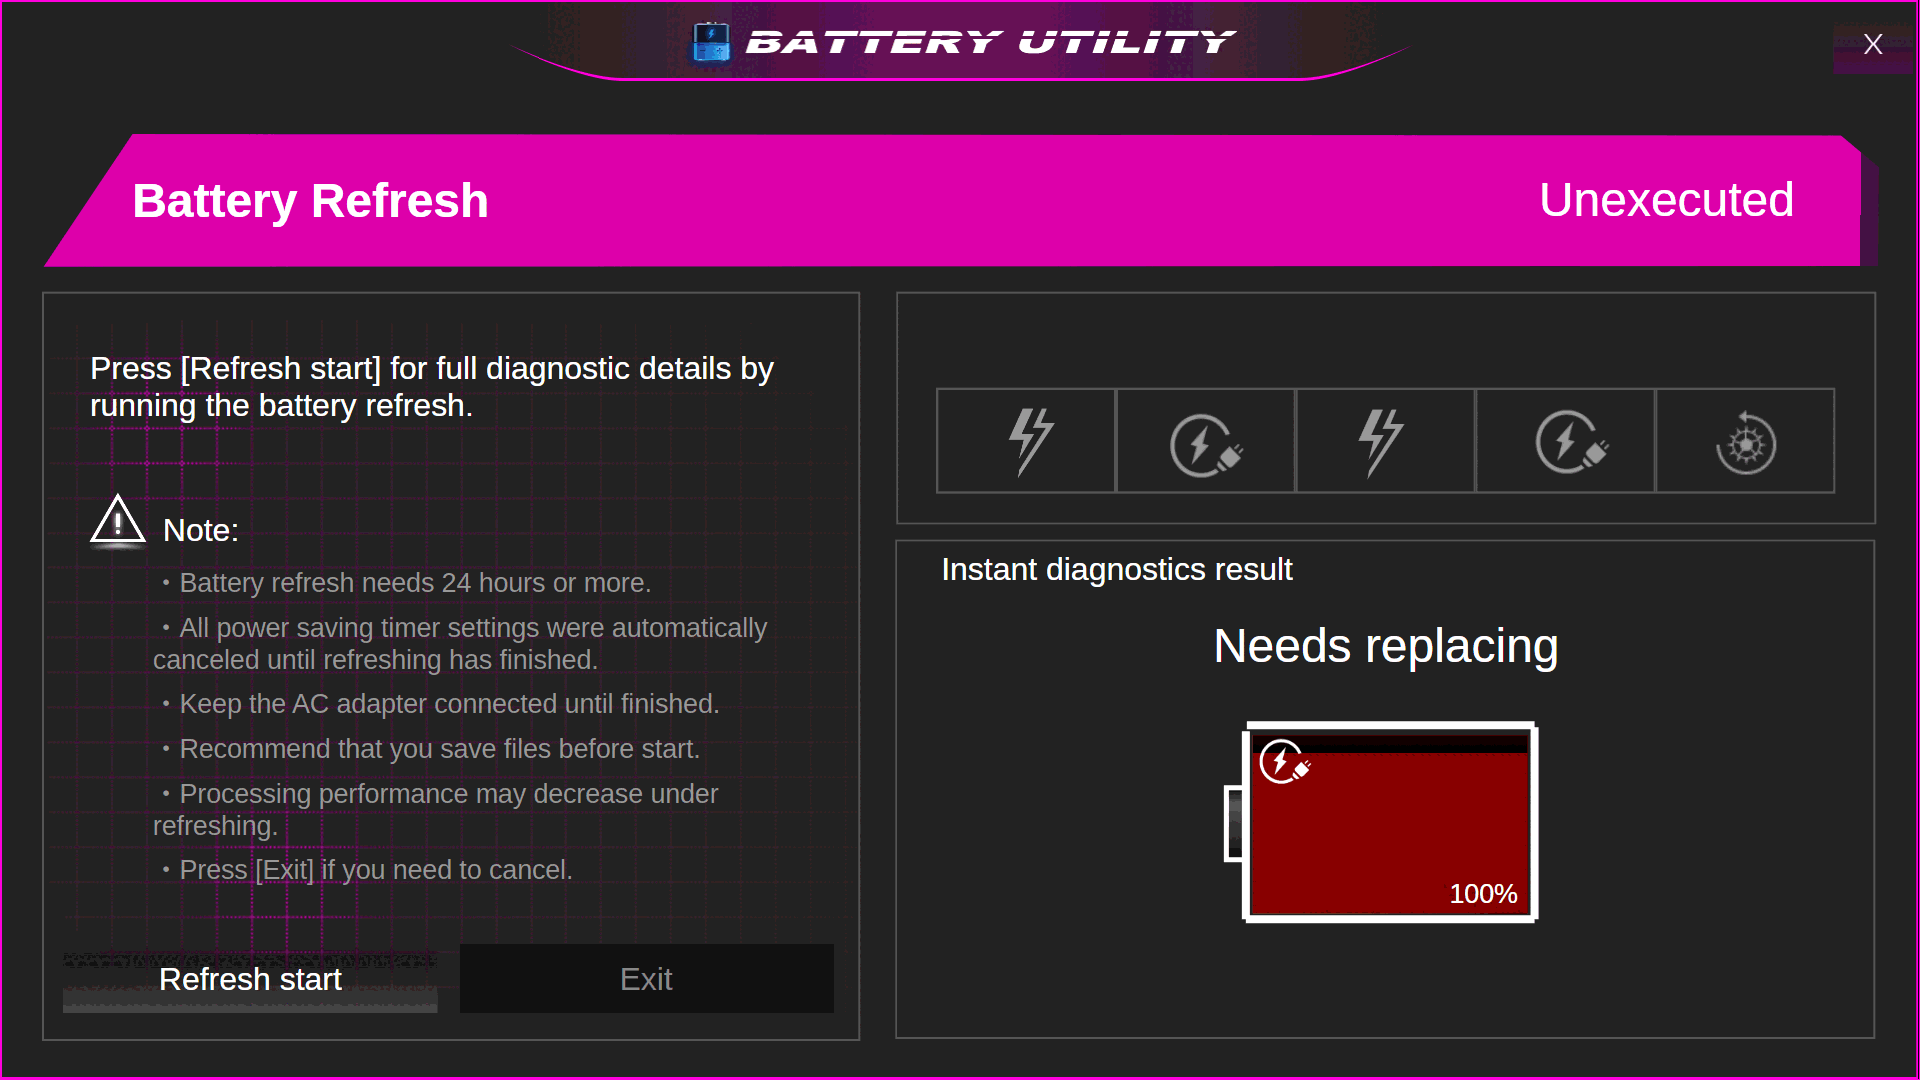 BATTERY UTILITY
X
Battery Refresh
Unexecuted
Press [Refresh start] for full diagnostic details by
running the battery refresh.
Note:
・Battery refresh needs 24 hours or more.
・All power saving timer settings were automatically
canceled until refreshing has finished.
・Keep the AC adapter connected until finished.
・Recommend that you save files before start.
・Processing performance may decrease under
refreshing.
・Press [Exit] if you need to cancel.
Refresh start
Exit
Instant diagnostics result
Needs replacing
100%